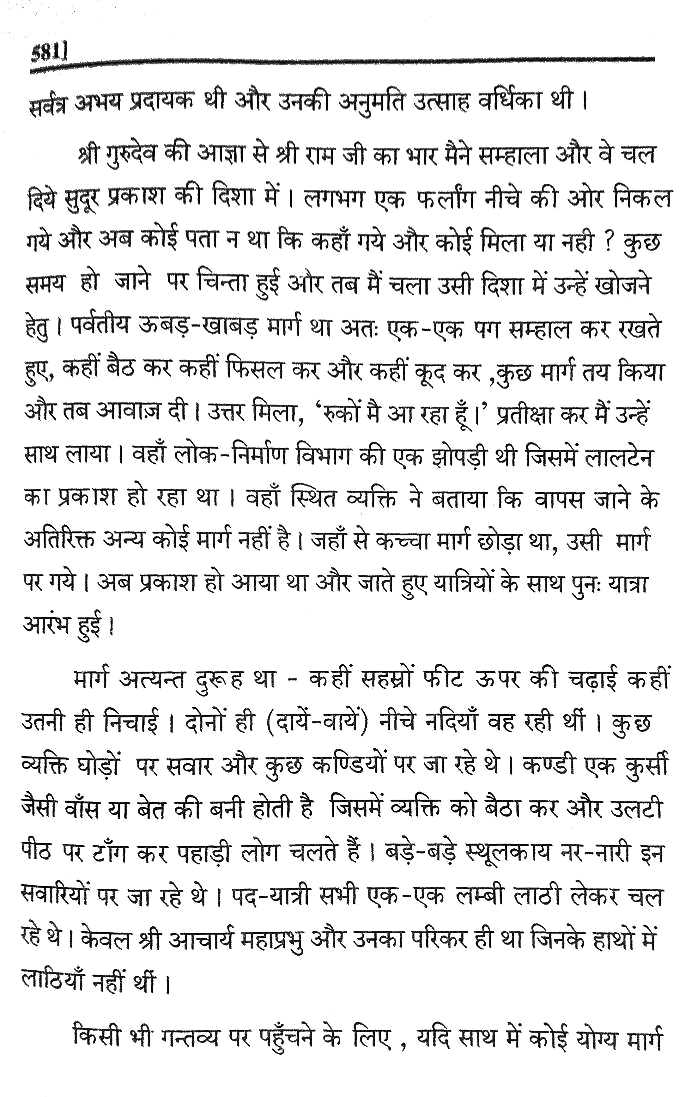 581]
सर्वत्र अभय प्रदायक थी और उनकी अनुमति उत्साह वर्धिका थी।
श्री गुरुदेव की आज्ञा से श्री राम जी का भार मैने सम्हाला और वे चल
दिये सुदूर प्रकाश की दिशा में। लगभग एक फर्लांग नीचे की ओर निकल
गये और अब कोई पता न था कि कहाँ गये और कोई मिला या नही ? कुछ
समय हो जाने पर चिन्ता हुई और तब मैं चला उसी दिशा में उन्हें खोजने
हेतु। पर्वतीय ऊबड़-खाबड़ मार्ग था अतः एक-एक पग सम्हाल कर रखते
हुए, कहीं बैठ कर कहीं फिसल कर और कहीं कूद कर ,कुछ मार्ग तय किया
और तब आवाज़ दी। उत्तर मिला, ‘रुकों मै आ रहा हूँ।’ प्रतीक्षा कर मैं उन्हें
साथ लाया। वहाँ लोक-निर्माण विभाग की एक झोपड़ी थी जिसमें लालटेन
का प्रकाश हो रहा था। वहाँ स्थित व्यक्ति ने बताया कि वापस जाने के
अतिरिक्त अन्य कोई मार्ग नहीं है। जहाँ से कच्चा मार्ग छोड़ा था, उसी मार्ग
पर गये। अब प्रकाश हो आया था और जाते हुए यात्रियों के साथ पुनः यात्रा
आरंभ हुई।
मार्ग अत्यन्त दुरूह था - कहीं सहस्रों फीट ऊपर की चढ़ाई कहीं
उतनी ही निचाई। दोनों ही (दायें-वायें) नीचे नदियाँ वह रही थीं। कुछ
व्यक्ति घोड़ों पर सवार और कुछ कण्डियों पर जा रहे थे। कण्डी एक कुर्सी
जैसी वाँस या बेत की बनी होती है जिसमें व्यक्ति को बैठा कर और उलटी
पीठ पर टाँग कर पहाड़ी लोग चलते हैं। बड़े-बड़े स्थूलकाय नर-नारी इन
सवारियों पर जा रहे थे। पद-यात्री सभी एक-एक लम्बी लाठी लेकर चल
रहे थे। केवल श्री आचार्य महाप्रभु और उनका परिकर ही था जिनके हाथों में
लाठियाँ नहीं थीं।
किसी भी गन्तव्य पर पहुँचने के लिए , यदि साथ में कोई योग्य मार्ग